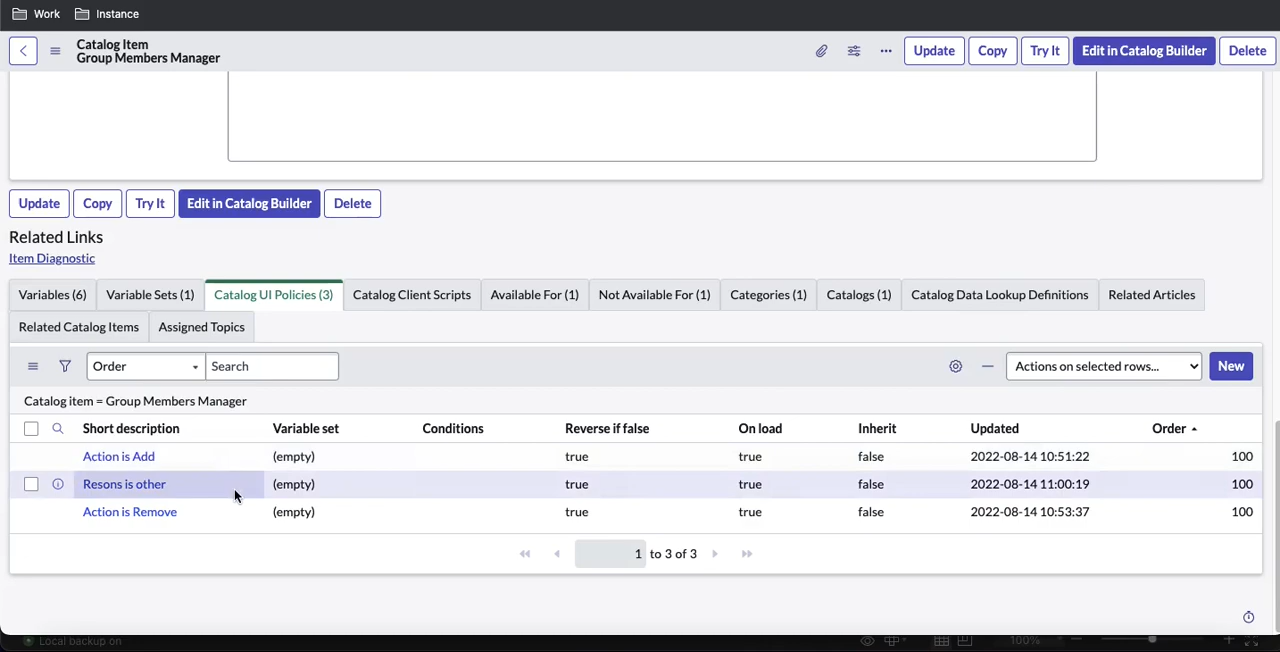 Work Instance
Catalog Item
Group Members Manager
Update Copy Try It Edit in Catalog Builder Delete
Update Copy Try It Edit in Catalog Builder Delete
Related Links
Item Diagnostic
Variables (6) Variable Sets (1) Catalog UI Policies (3) Catalog Client Scripts Available For (1) Not Available For (1) Categories (1) Catalogs (1) Catalog Data Lookup Definitions Related Articles
Related Catalog Items Assigned Topics
Order Search Actions on selected rows... New
Catalog item = Group Members Manager
Short description Variable set Conditions Reverse if false On load Inherit Updated Order
Action is Add (empty) true true false 2022-08-14 10:51:22 100
Resons is other (empty) true true false 2022-08-14 11:00:19 100
Action is Remove (empty) true true false 2022-08-14 10:53:37 100
1 to 3 of 3
Local backup on 100%